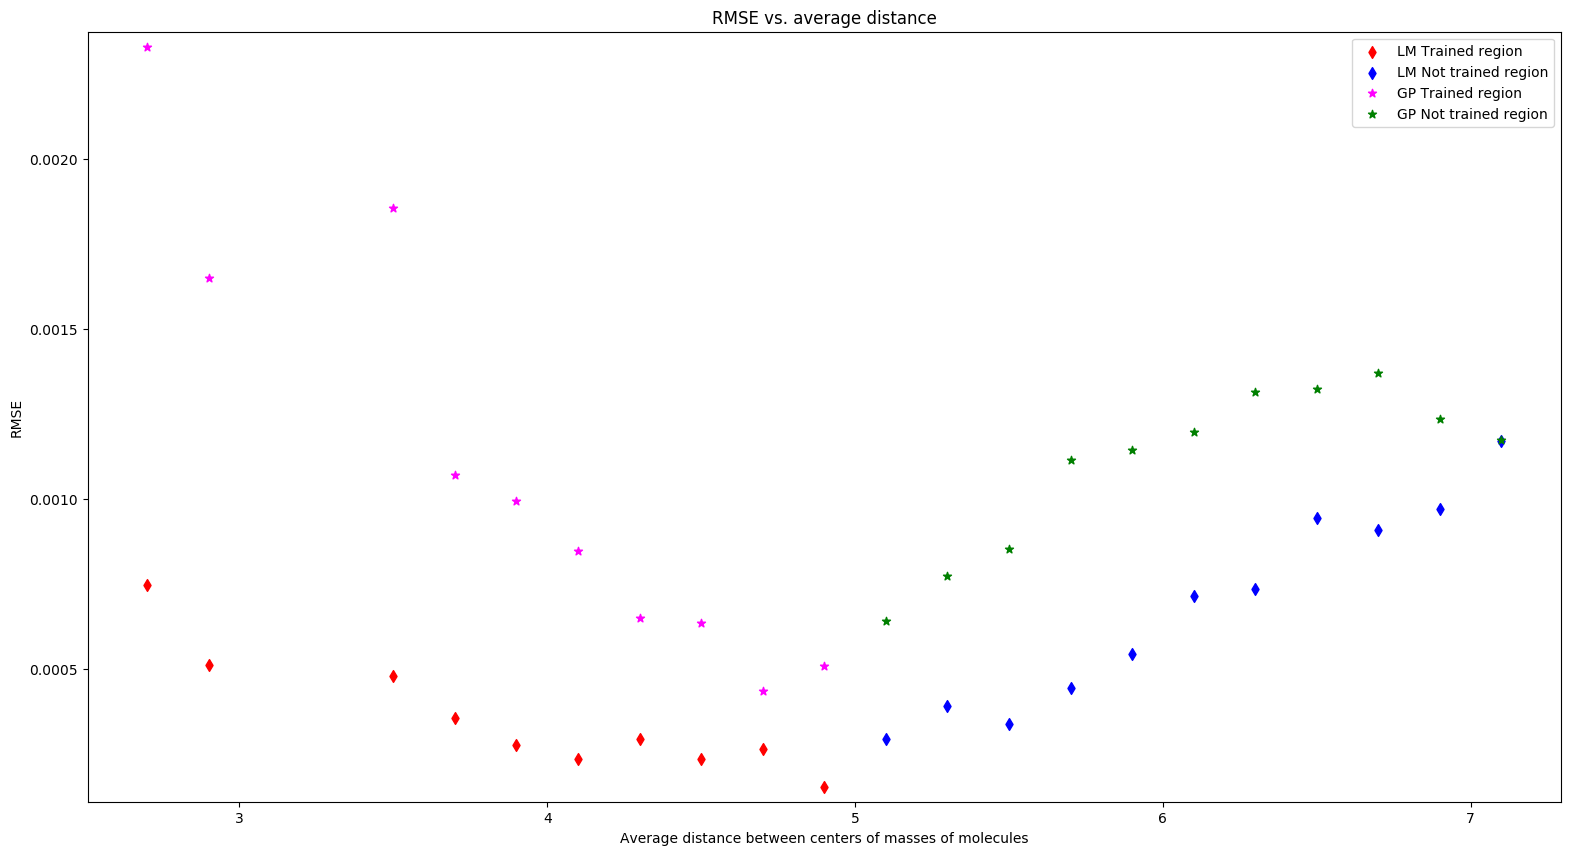 RMSE vs. average distance
LM Trained region
LM Not trained region
GP Trained region
GP Not trained region
RMSE
0.0020
0.0015
0.0010
0.0005
3 4 5 6 7
Average distance between centers of masses of molecules